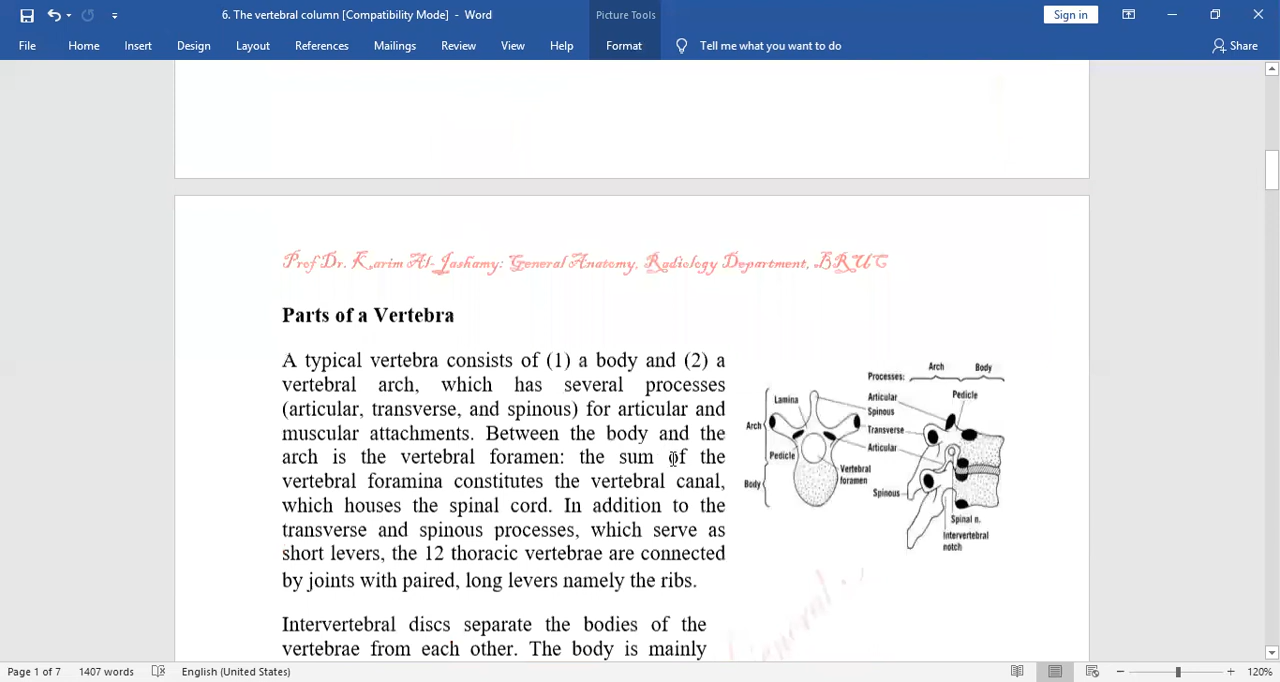 6. The vertebral column [Compatibility Mode] - Word
Picture Tools
Sign in
File Home Insert Design Layout References Mailings Review View Help Format Tell me what you want to do Share
Prof Dr. Karim Al-Jashamy: General Anatomy, Radiology Department, BRUC
Parts of a Vertebra
A typical vertebra consists of (1) a body and (2) a
vertebral arch, which has several processes
(articular, transverse, and spinous) for articular and
muscular attachments. Between the body and the
arch is the vertebral foramen: the sum of the
vertebral foramina constitutes the vertebral canal,
which houses the spinal cord. In addition to the
transverse and spinous processes, which serve as
short levers, the 12 thoracic vertebrae are connected
by joints with paired, long levers namely the ribs.
Arch
Body
Processes:
Lamina
Articular
Pedicle
Spinous
Arch
Transverse
Articular
Pedicle
Vertebral
foramen
Body
Spinous
Spinal n.
Intervertebral
notch
General
Intervertebral discs separate the bodies of the
vertebrae from each other. The body is mainly
Page 1 of 7 1407 words English (United States) 120%